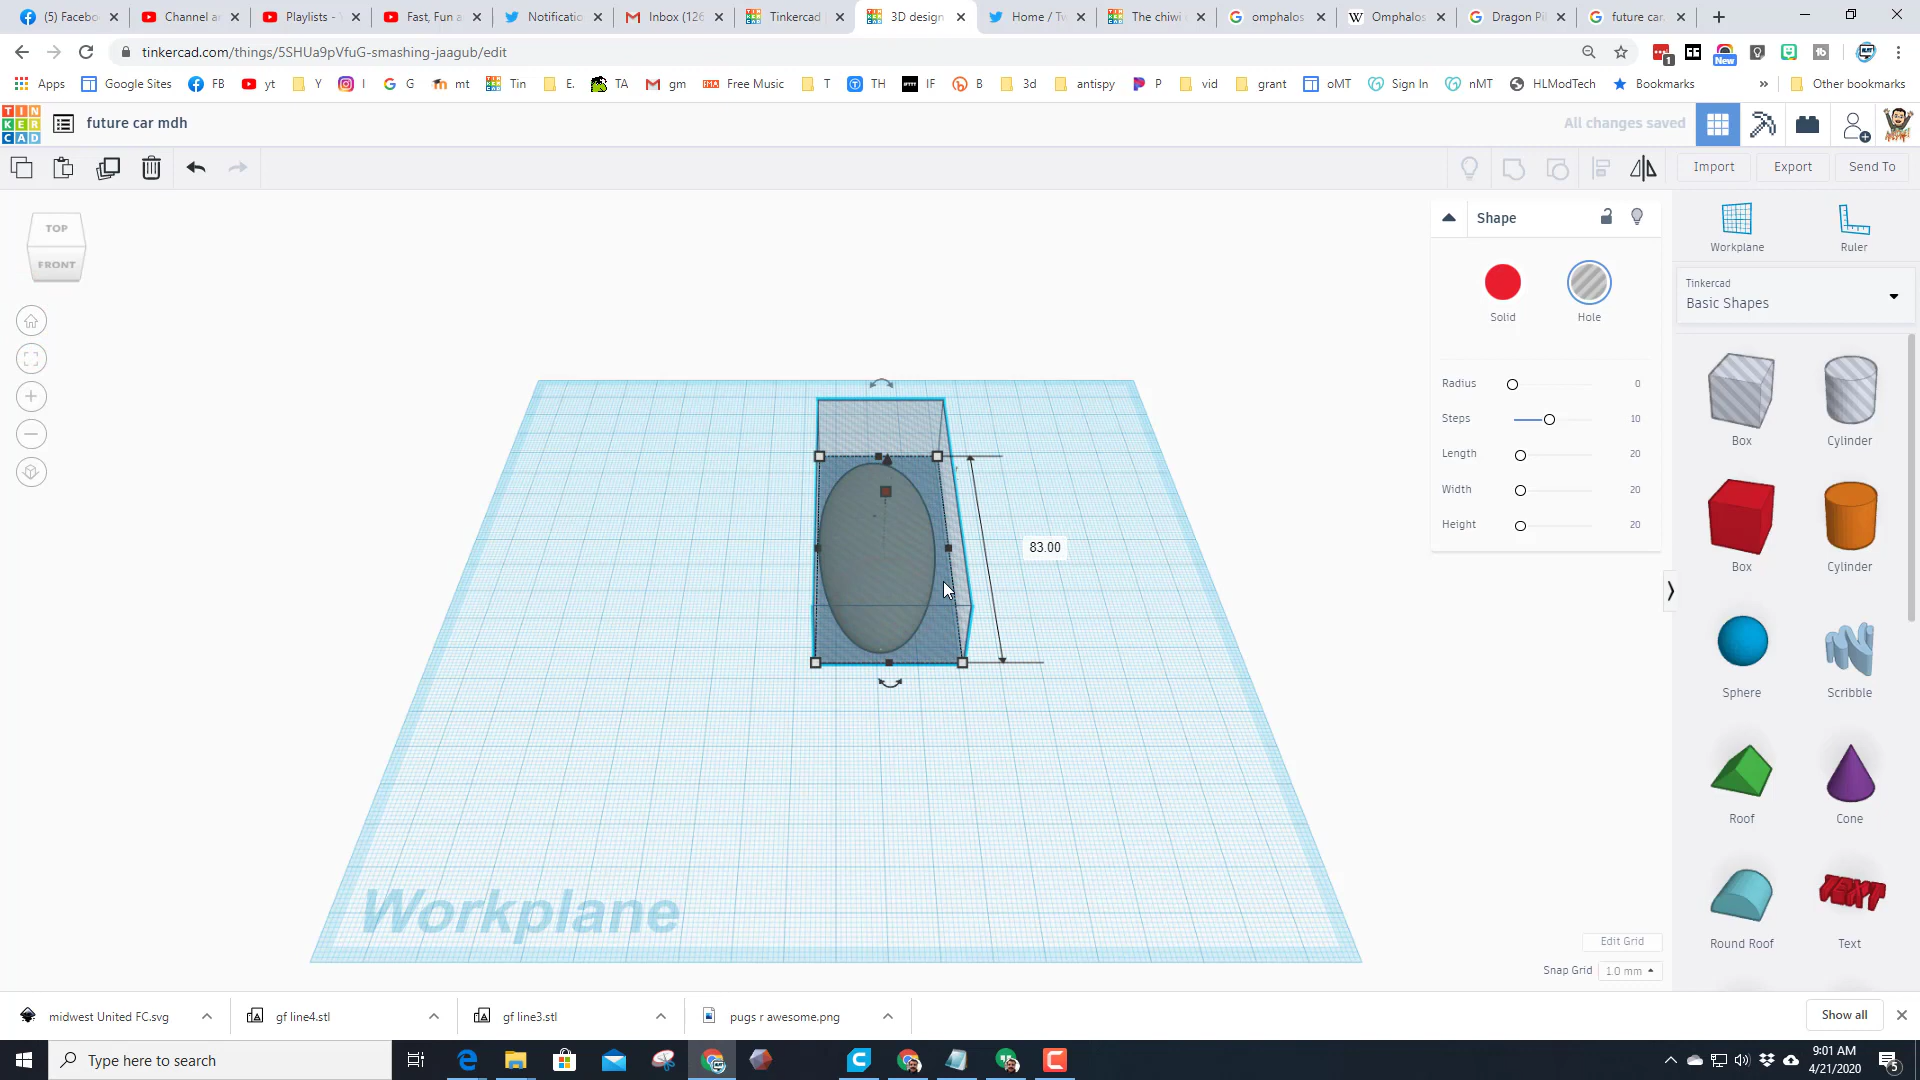 (5) Facebo
Channel an
Playlists -
Fast, Fun a
Notificatio
Inbox (126
Tinkercad
3D design
Home / Tw
The chiwi
omphalos
Omphalos
Dragon Pi
future car
tinkercad.com/things/5SHUa9pVfuG-smashing-jaagub/edit
1
New
Apps
Google Sites
FB
yt
Y
I
G
mt
Tin
E.
TA
gm
Free Music
T
TH
IF
B
3d
antispy
P
vid
grant
oMT
Sign In
nMT
HLModTech
Bookmarks
»
Other bookmarks
TIN
KER
CAD
future car mdh
All changes saved
Import
Export
Send To
TOP
FRONT
Shape
Solid
Hole
Radius 0
Steps 10
Length 20
Width 20
Height 20
83.00
Workplane
Ruler
Tinkercad
Basic Shapes
Box
Cylinder
Box
Cylinder
Sphere
Scribble
Roof
Cone
TEXT
Round Roof
Text
Workplane
Edit Grid
Snap Grid 1.0 mm
midwest United FC.svg
gf line4.stl
gf line3.stl
pugs r awesome.png
Show all
Type here to search
9:01 AM
4/21/2020
5